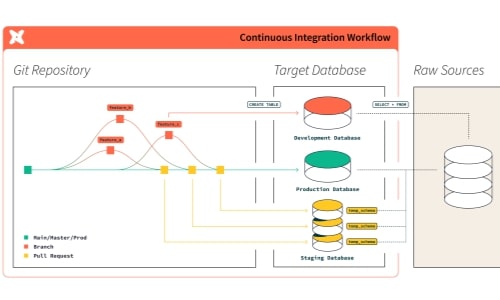 Continuous Integration Workflow
Git Repository
Target Database
Raw Sources
feature_b
CREATE TABLE
SELECT * FROM
feature_c
Development Database
feature_a
Production Database
temp_schema
temp_schema
temp_schema
Main/Master/Prod
Branch
Pull Request
Staging Database